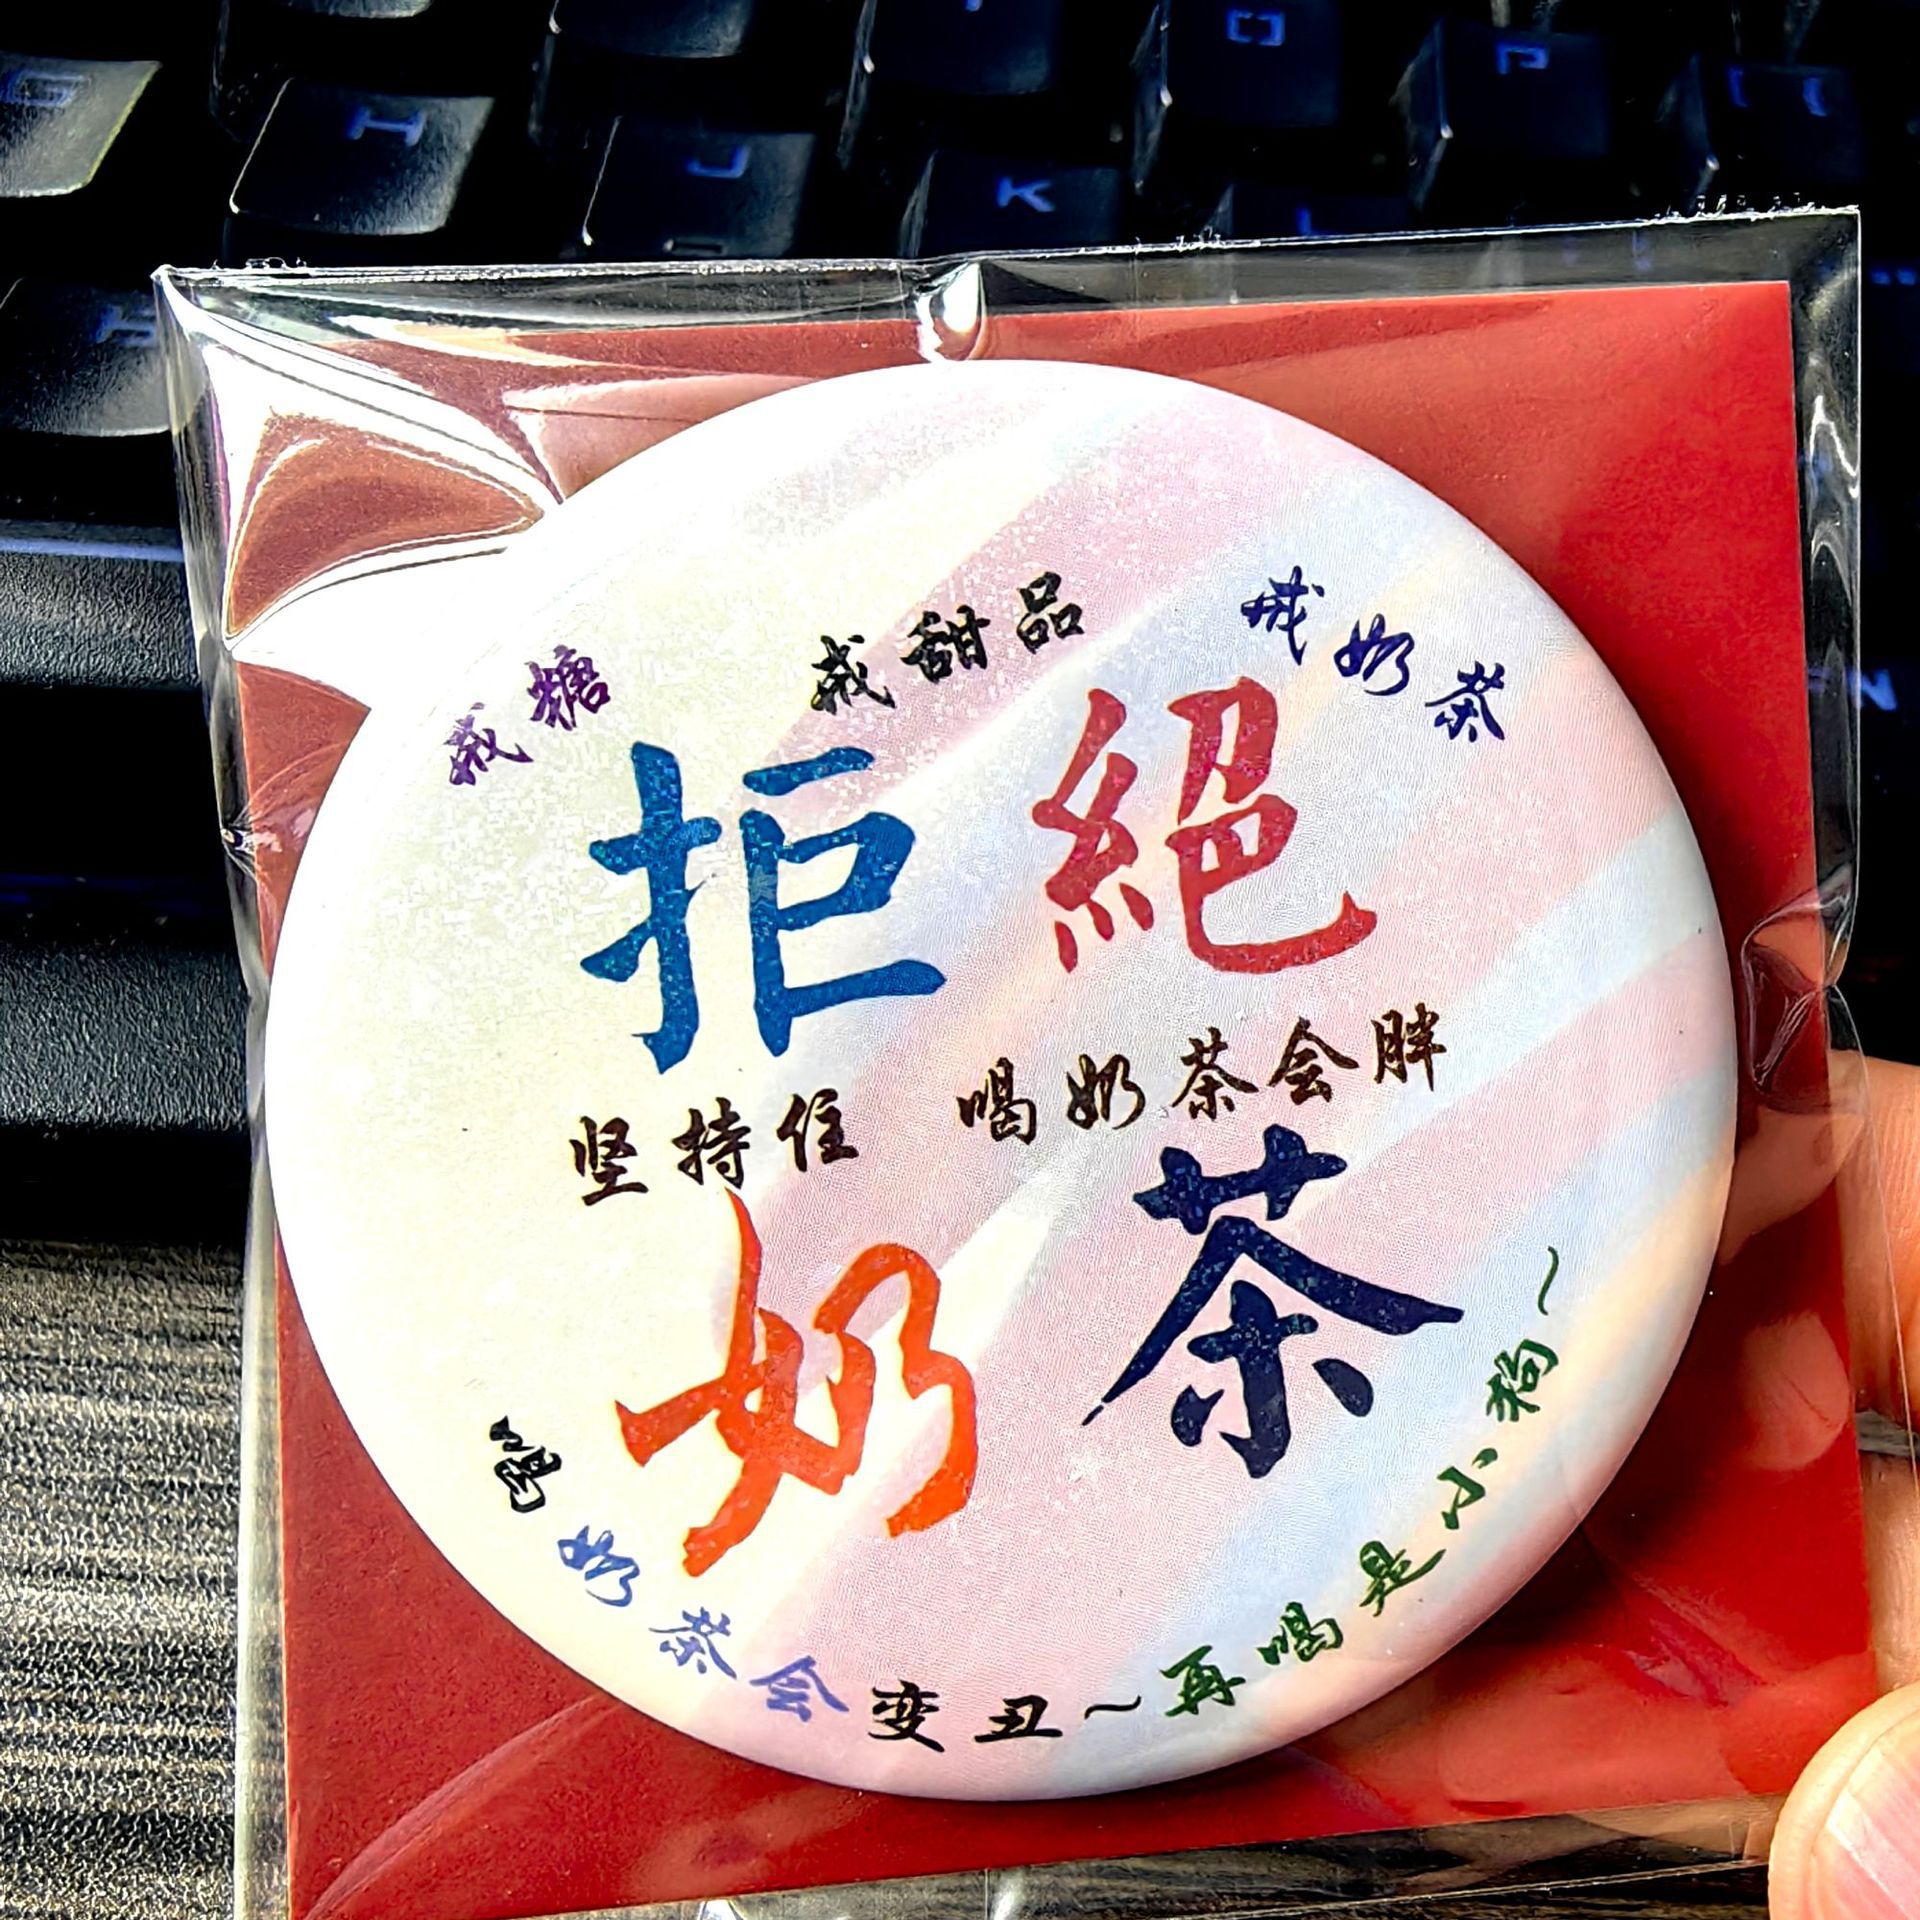 戒糖 戒甜品 戒奶茶
拒絕
坚持住 喝奶茶会胖
奶茶
喝奶茶会变丑~再喝是小狗~
G H J K O P [ {
N